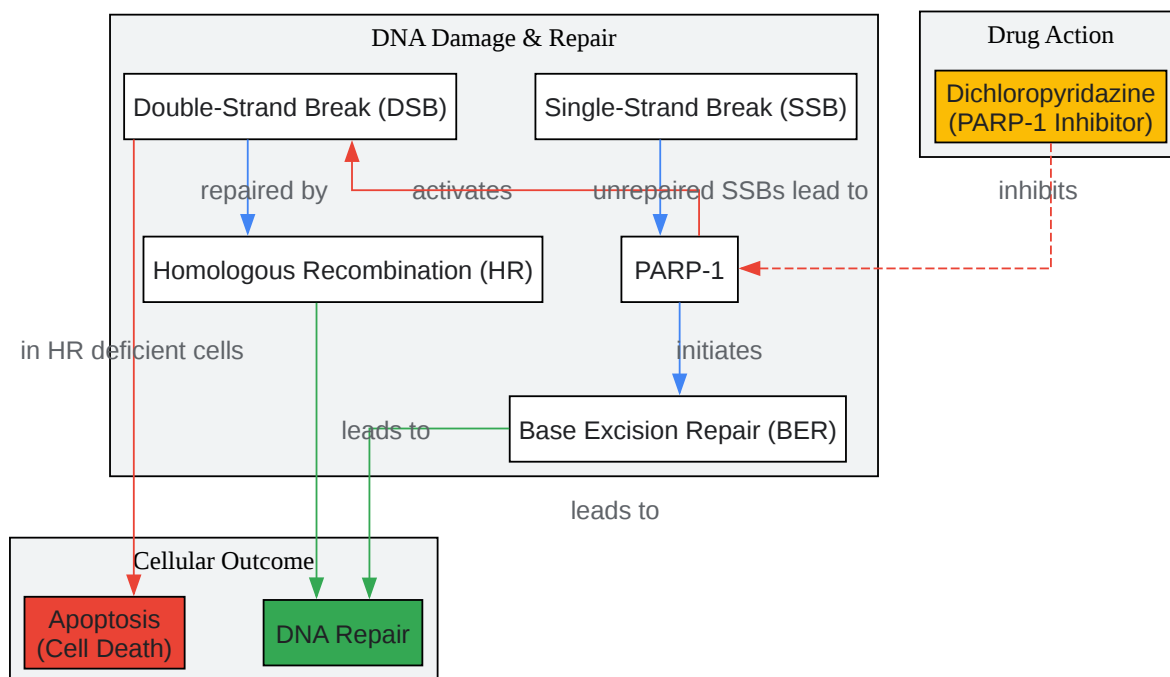 DNA Damage & Repair
Drug Action
Double-Strand Break (DSB)
Single-Strand Break (SSB)
Dichloropyridazine
(PARP-1 Inhibitor)
repaired by
activates
unrepaired SSBs lead to
inhibits
Homologous Recombination (HR)
PARP-1
in HR deficient cells
initiates
leads to
Base Excision Repair (BER)
leads to
Cellular Outcome
Apoptosis
(Cell Death)
DNA Repair